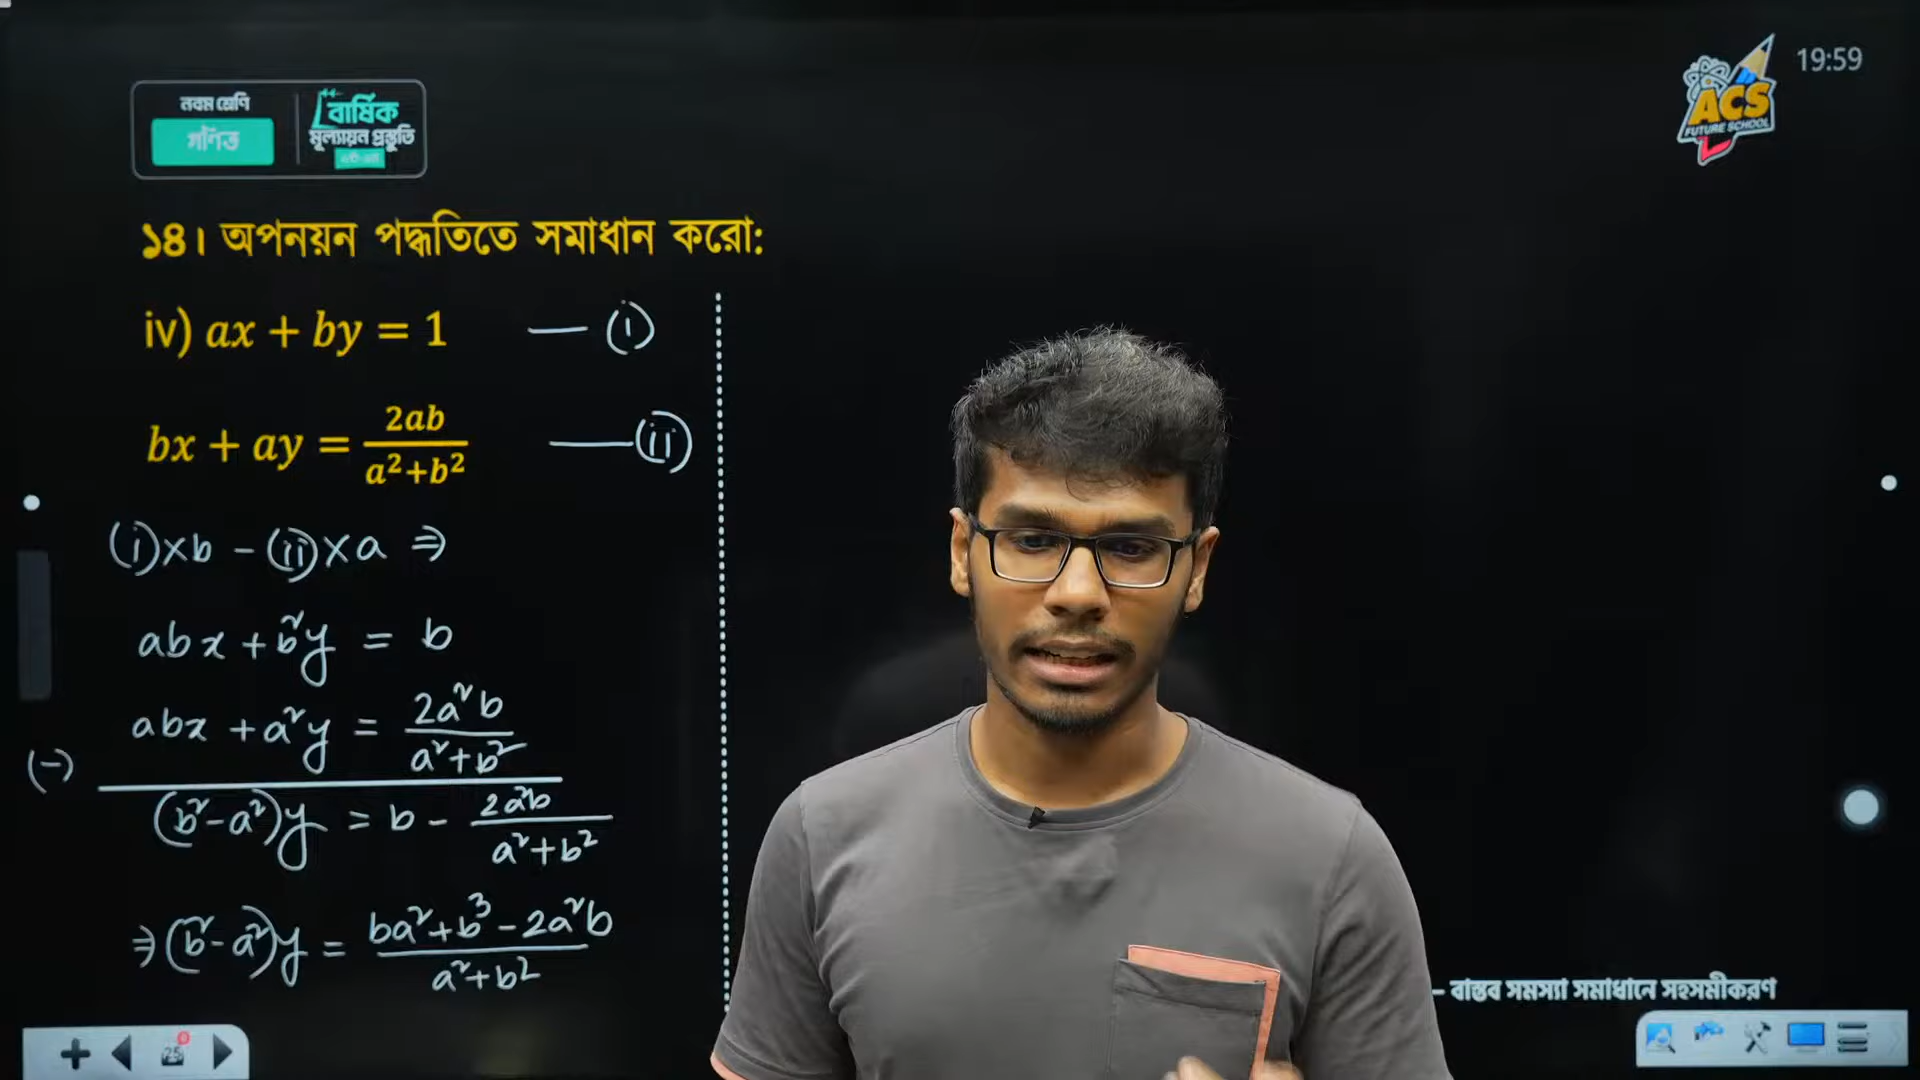 নবম শ্রেণি
গণিত
বার্ষিক
মূল্যায়ন প্রস্তুতি
ACS
FUTURE SCHOOL
19:59
১৪। অপনয়ন পদ্ধতিতে সমাধান করো:
iv) ax + by = 1 — (i)
bx + ay = 2ab/(a²+b²) — (ii)
(i)×b - (ii)×a ⇒
abx + b²y = b
abx + a²y = 2a²b/(a²+b²)
(-)
(b²-a²)y = b - 2a²b/(a²+b²)
⇒ (b²-a²)y = (ba²+b³-2a²b)/(a²+b²)
- বাস্তব সমস্যা সমাধানে সহসমীকরণ
25